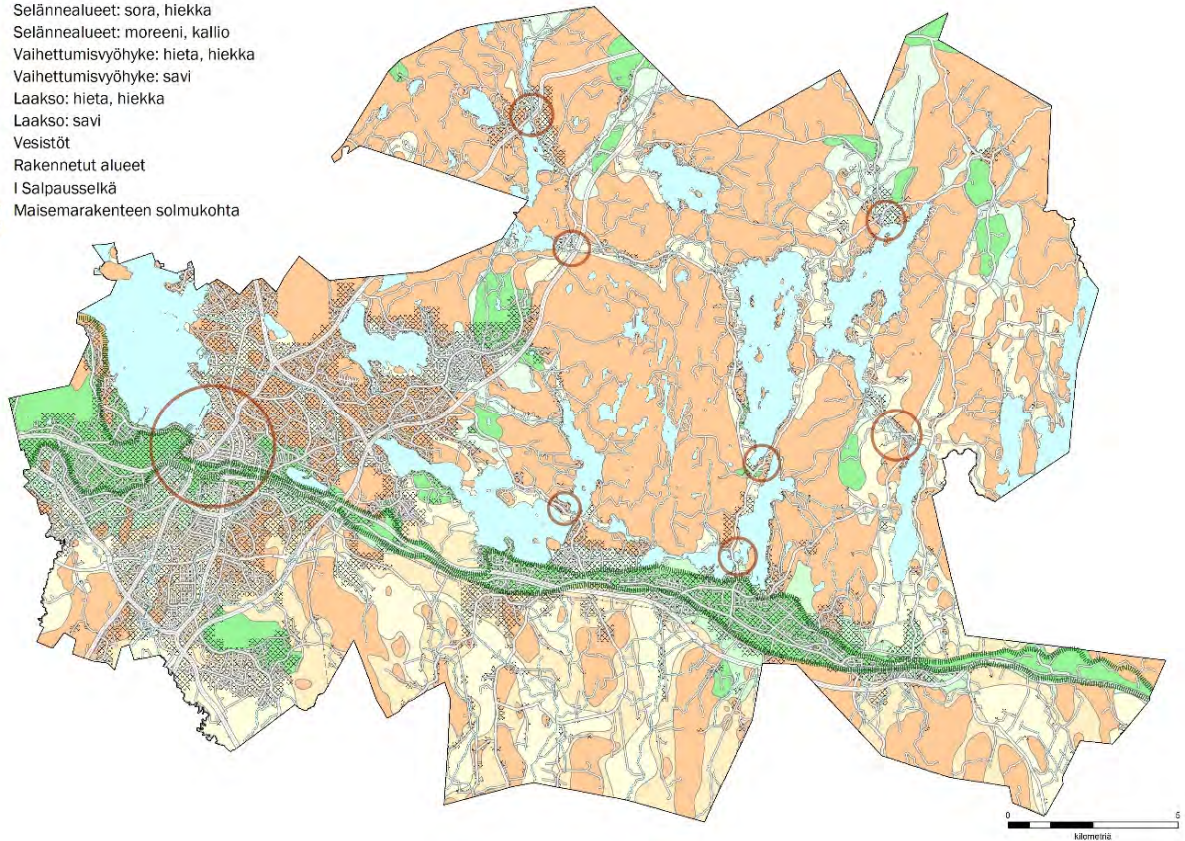 Selännealueet: sora, hiekka
Selännealueet: moreeni, kallio
Vaihettumisvyöhyke: hieta, hiekka
Vaihettumisvyöhyke: savi
Laakso: hieta, hiekka
Laakso: savi
Vesistöt
Rakennetut alueet
I Salpausselkä
Maisemarakenteen solmukohta
0 5
kilometriä